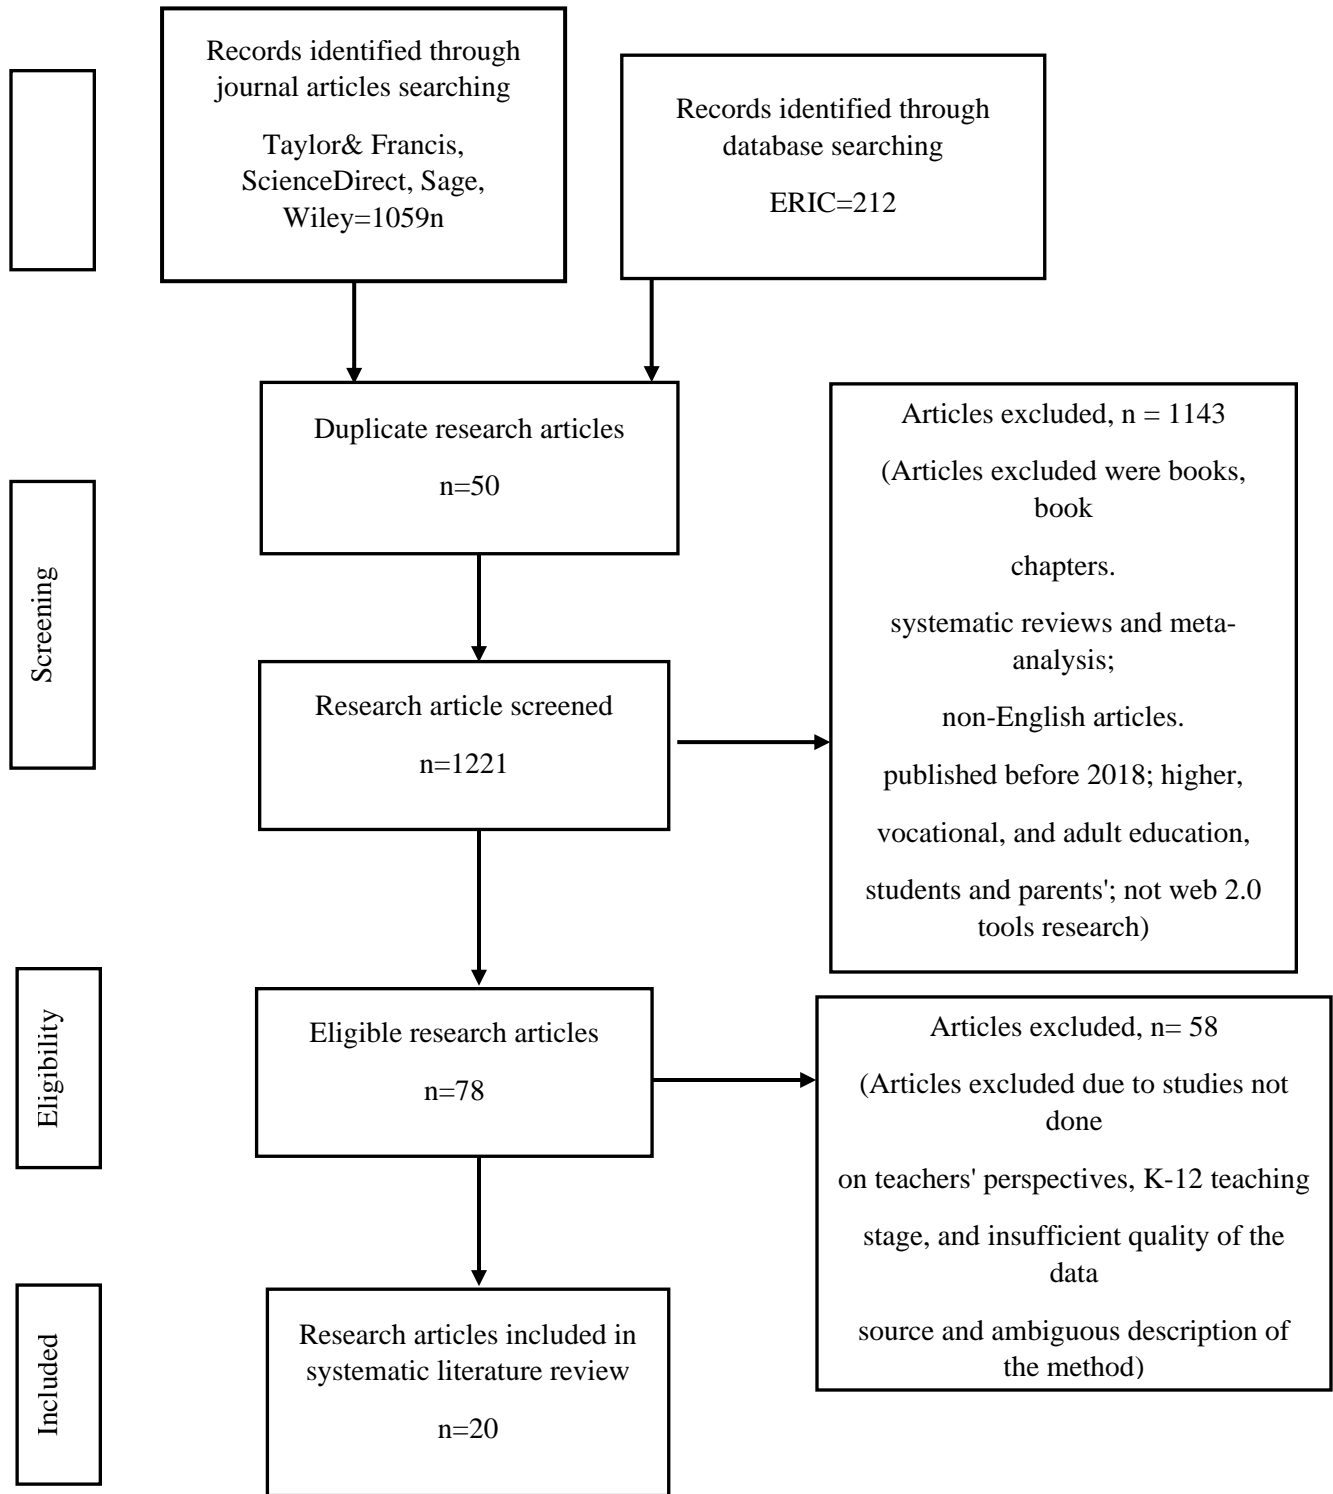 Records identified through
journal articles searching
Taylor& Francis,
ScienceDirect, Sage,
Wiley=1059n
Records identified through
database searching
ERIC=212
Duplicate research articles
n=50
Articles excluded, n = 1143
(Articles excluded were books,
book
chapters.
systematic reviews and meta-
analysis;
non-English articles.
published before 2018; higher,
vocational, and adult education,
students and parents'; not web 2.0
tools research)
Screening
Research article screened
n=1221
Eligibility
Eligible research articles
n=78
Articles excluded, n= 58
(Articles excluded due to studies not
done
on teachers' perspectives, K-12 teaching
stage, and insufficient quality of the
data
source and ambiguous description of
the method)
Included
Research articles included in
systematic literature review
n=20